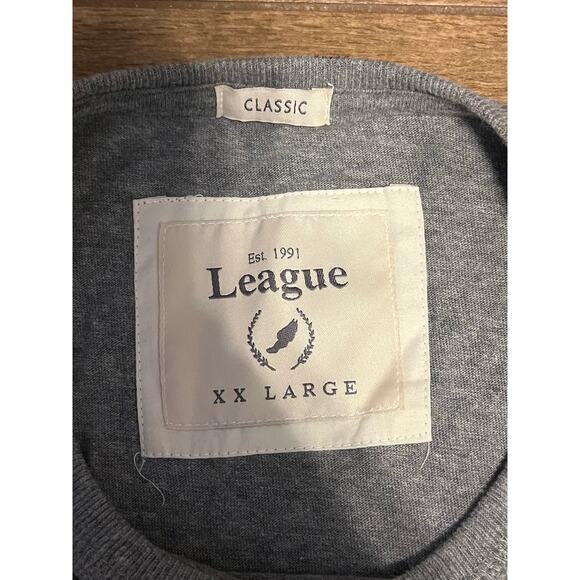 CLASSIC
Est. 1991
League
XX LARGE